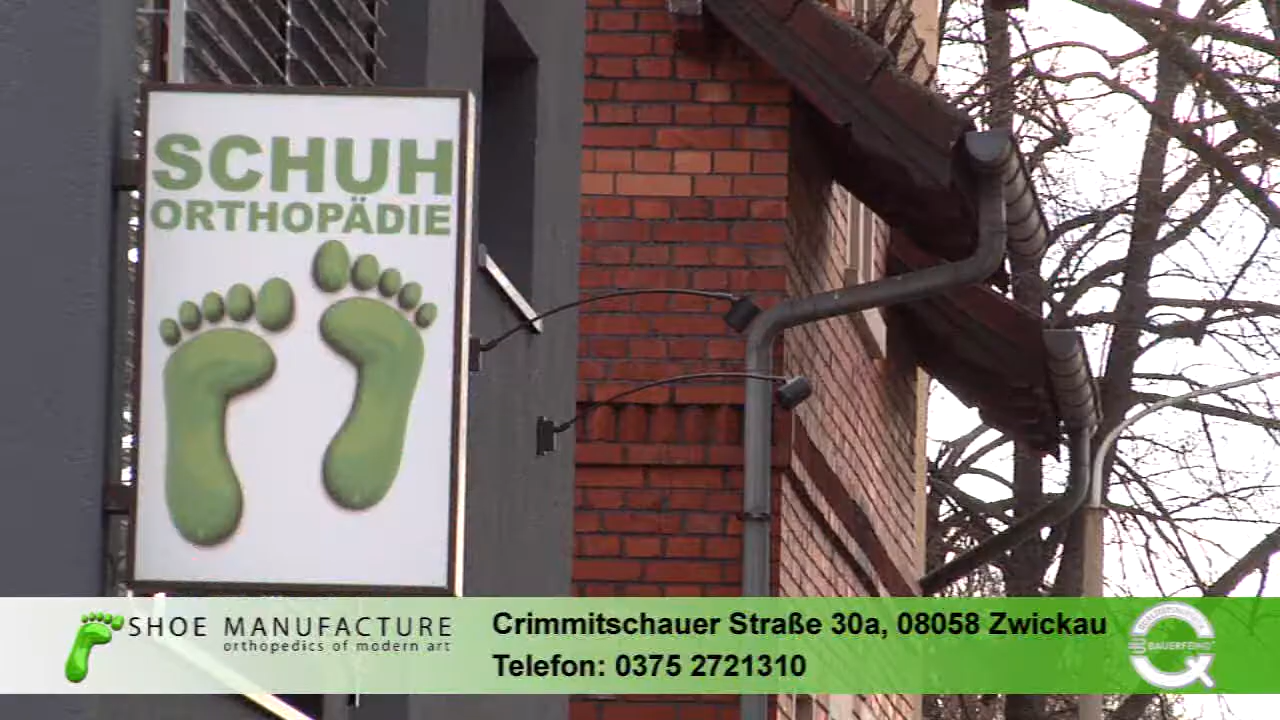 SCHUH
ORTHOPÄDIE
SHOE MANUFACTURE
orthopedics of modern art
Crimmitschauer Straße 30a, 08058 Zwickau
Telefon: 0375 2721310
BAUERFEIND